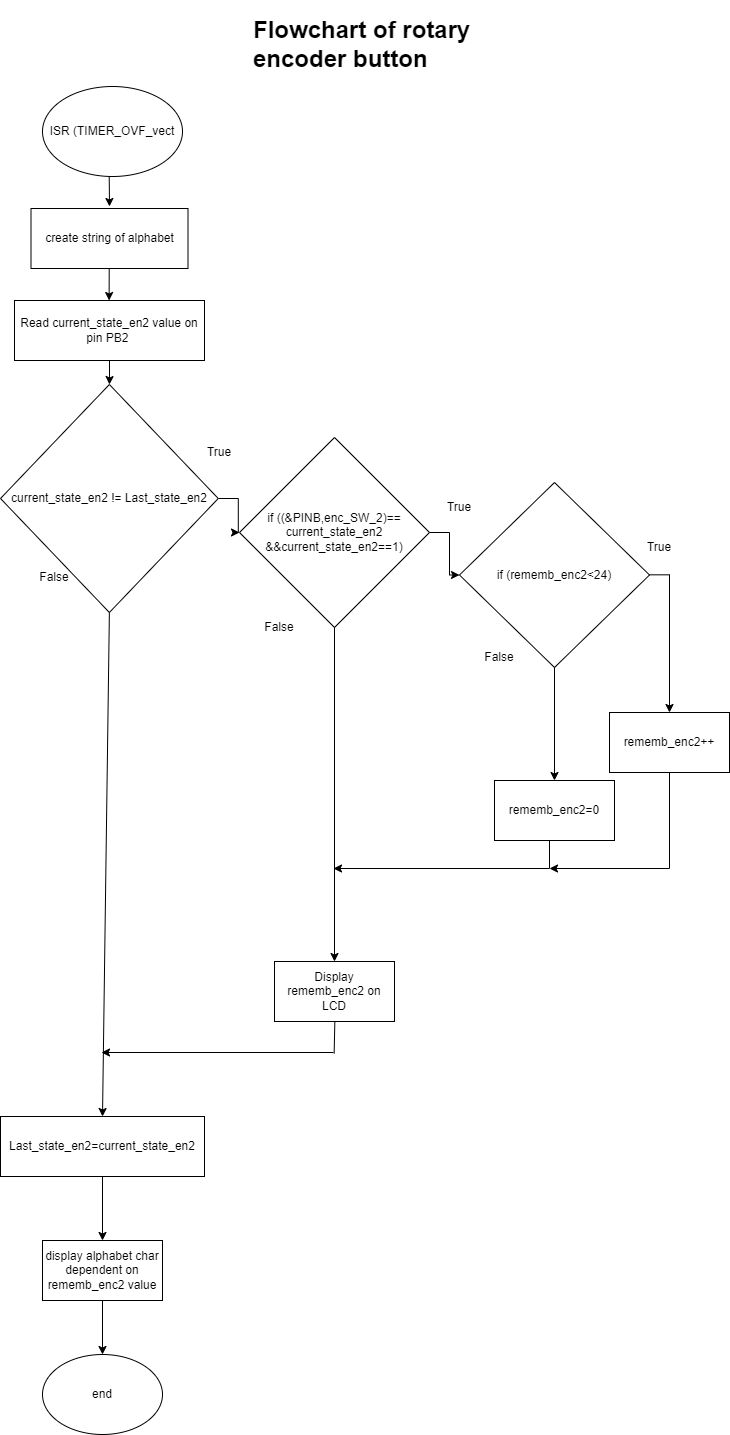 Flowchart of rotary
encoder button
ISR (TIMER_OVF_vect
create string of alphabet
Read current_state_en2 value on
pin PB2
True
current_state_en2 != Last_state_en2
False
if ((&PINB,enc_SW_2)==
current_state_en2
&&current_state_en2==1)
True
False
if (rememb_enc2<24)
True
False
rememb_enc2++
rememb_enc2=0
Display
rememb_enc2 on
LCD
Last_state_en2=current_state_en2
display alphabet char
dependent on
rememb_enc2 value
end